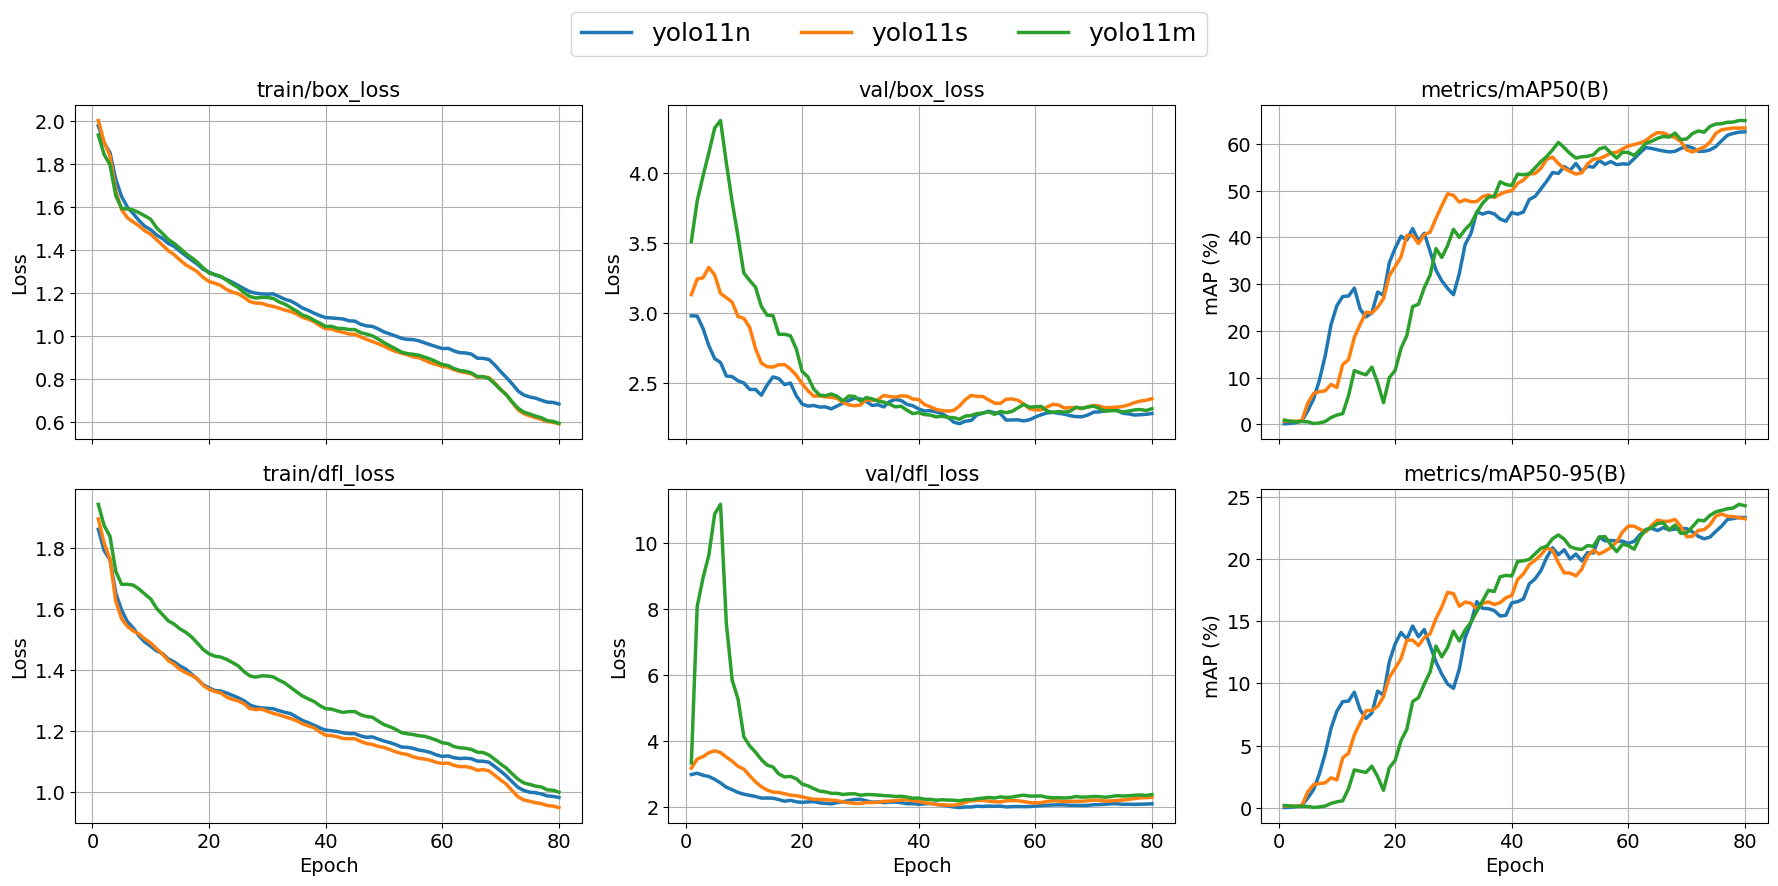 yolo11n yolo11s yolo11m
train/box_loss val/box_loss metrics/mAP50(B)
Loss
2.0
1.8
1.6
1.4
1.2
1.0
0.8
0.6
Loss
4.0
3.5
3.0
2.5
mAP (%)
60
50
40
30
20
10
0
train/dfl_loss val/dfl_loss metrics/mAP50-95(B)
Loss
1.8
1.6
1.4
1.2
1.0
0 20 40 60 80
Epoch
Loss
10
8
6
4
2
0 20 40 60 80
Epoch
mAP (%)
25
20
15
10
5
0
0 20 40 60 80
Epoch